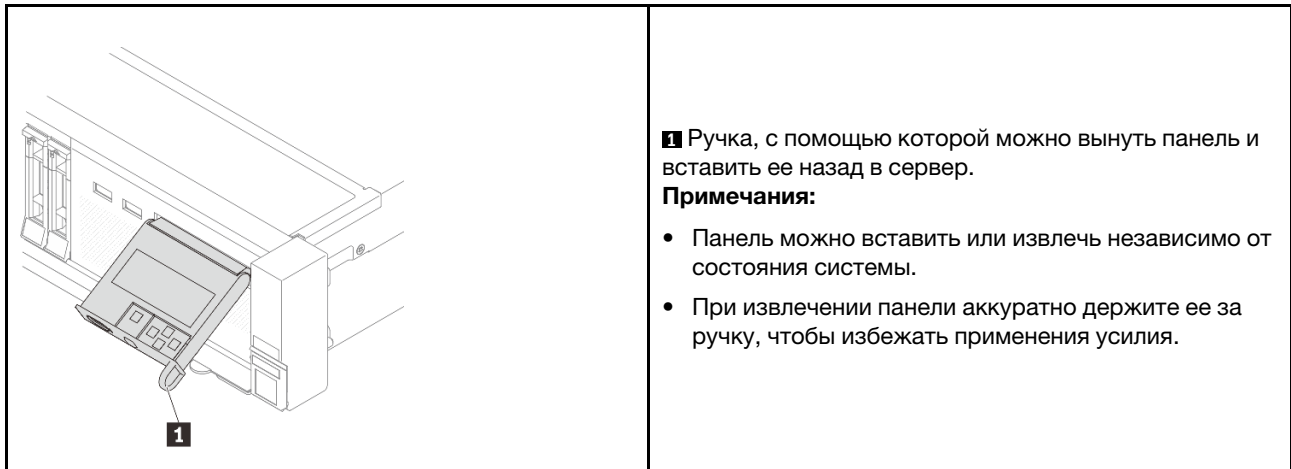 1
1 Ручка, с помощью которой можно вынуть панель и
вставить ее назад в сервер.
Примечания:
• Панель можно вставить или извлечь независимо от
состояния системы.
• При извлечении панели аккуратно держите ее за
ручку, чтобы избежать применения усилия.